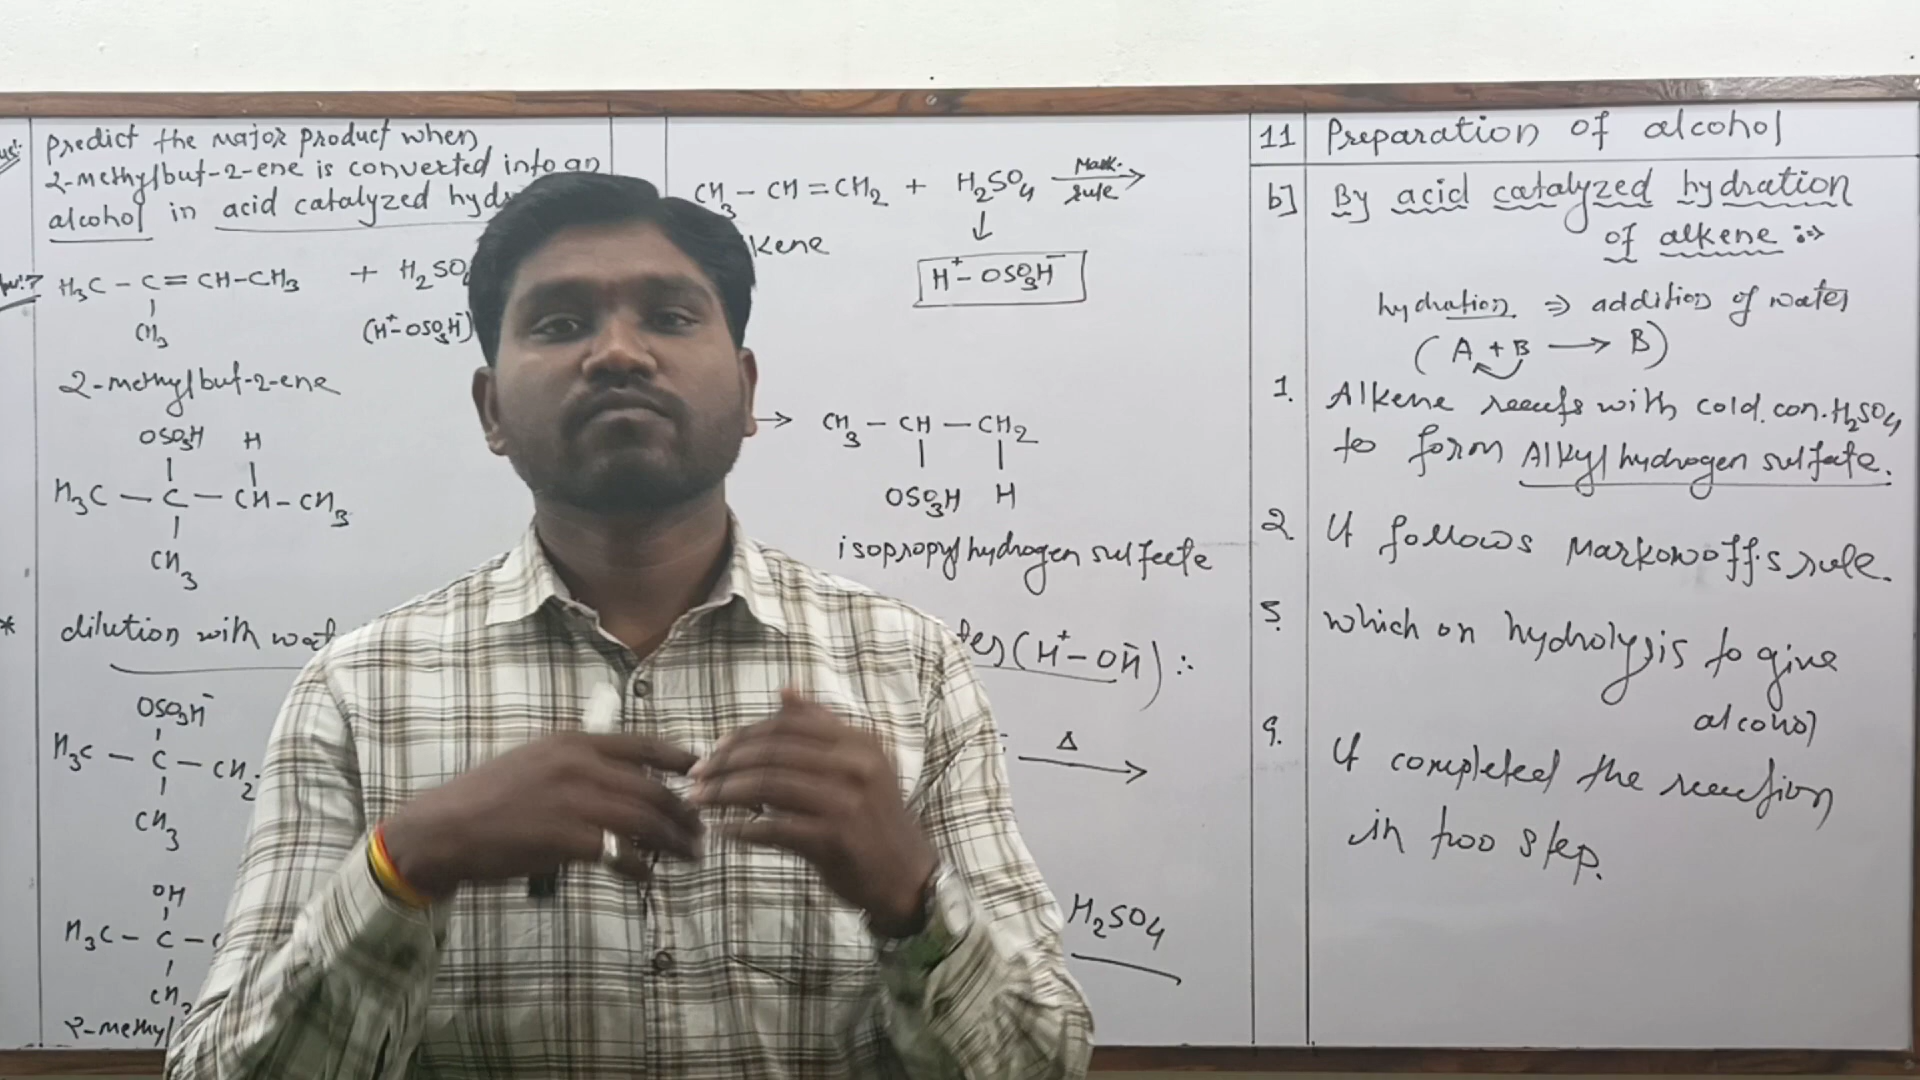 Predict the major product when
2-methylbut-2-ene is converted into an
alcohol in acid catalyzed
H3C - C = CH-CH3 + H2SO
CH3
(H+-OSO3H-)
2-methylbut-2-ene
OSO3H H
H3C - C - CH - CH3
CH3
* dilution with
OSO3H-
H3C - C - CH2
CH3
OH
H3C - C -
CH3
2-methyl
CH3 - CH = CH2 + H2SO4 Mark. rule →
↓
kene
H+ - OSO3H-
→ CH3 - CH - CH2
OSO3H H
isopropyl hydrogen sulfate
(H+-OH-) :
Δ →
H2SO4
11 Preparation of alcohol
b] By acid catalyzed hydration
of alkene :⇒
hydration ⇒ addition of water
( A + B ⟶ B )
1. Alkene reacts with cold. con. H2SO4
to form Alkyl hydrogen sulfate.
2 It follows Markonoff's rule.
3. which on hydrolysis to give
alcohol
4. It completed the reaction
in two step.